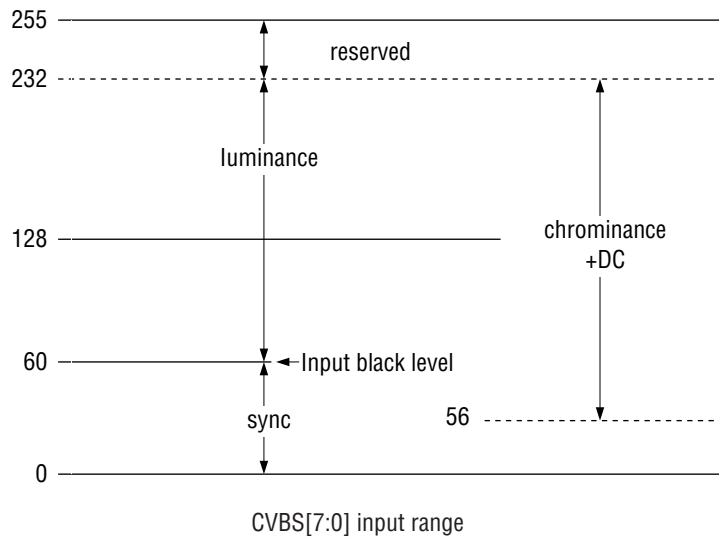 255
reserved
232
luminance
128
chrominance
+DC
60
Input black level
56
sync
0
CVBS[7:0] input range